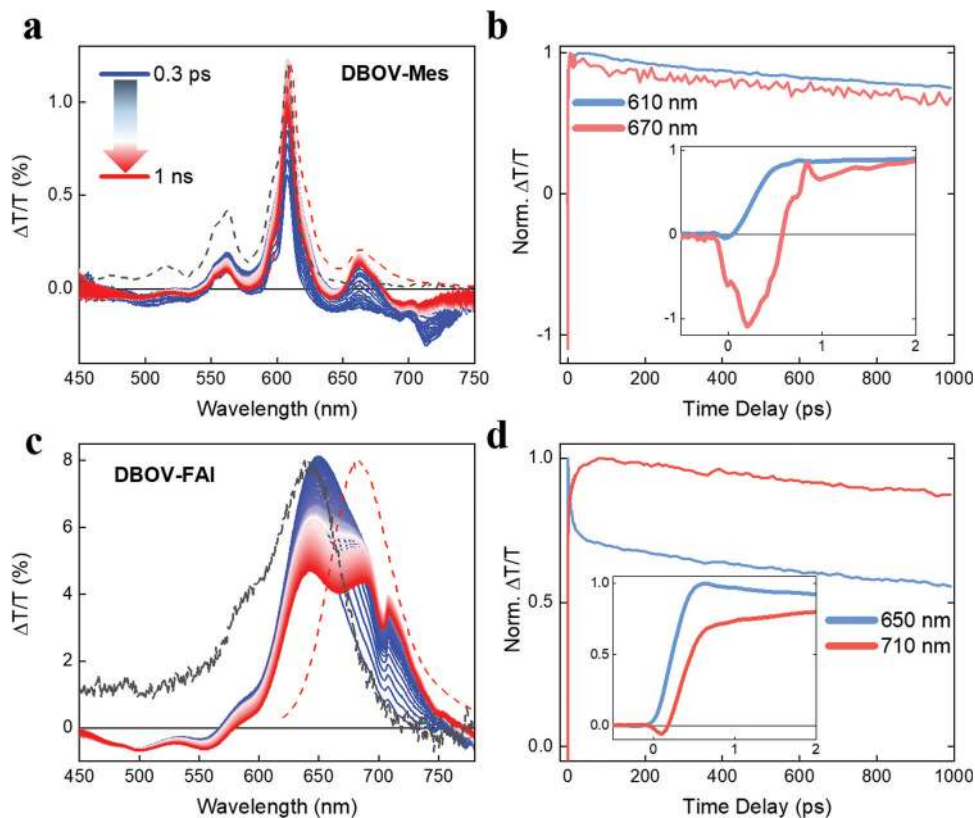 a
DBOV-Mes
0.3 ps
1 ns
ΔT/T (%)
1.0
0.5
0.0
450 500 550 600 650 700 750
Wavelength (nm)
b
Norm. ΔT/T
1
0
-1
610 nm
670 nm
1
0
-1
0 1 2
0 200 400 600 800 1000
Time Delay (ps)
c
DBOV-FAI
ΔT/T (%)
8
6
4
2
0
450 500 550 600 650 700 750
Wavelength (nm)
d
Norm. ΔT/T
1.0
0.5
0.0
650 nm
710 nm
1.0
0.5
0.0
0 1 2
0 200 400 600 800 1000
Time Delay (ps)